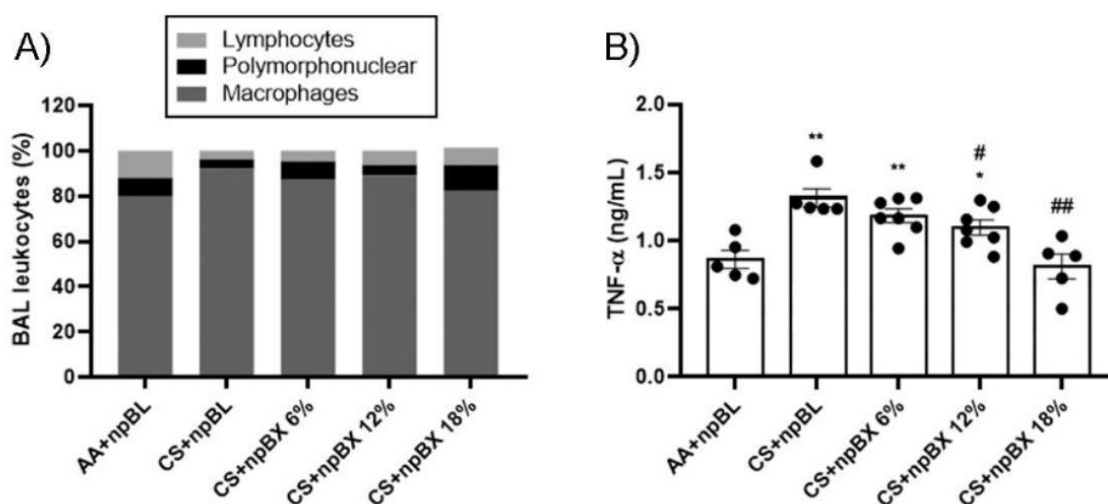 A)
Lymphocytes
Polymorphonuclear
Macrophages
BAL leukocytes (%)
120
100
80
60
40
20
0
AA+npBL
CS+npBL
CS+npBX 6%
CS+npBX 12%
CS+npBX 18%
B)
TNF-α (ng/mL)
2.0
1.5
1.0
0.5
0.0
**
**
#
*
##
AA+npBL
CS+npBL
CS+npBX 6%
CS+npBX 12%
CS+npBX 18%